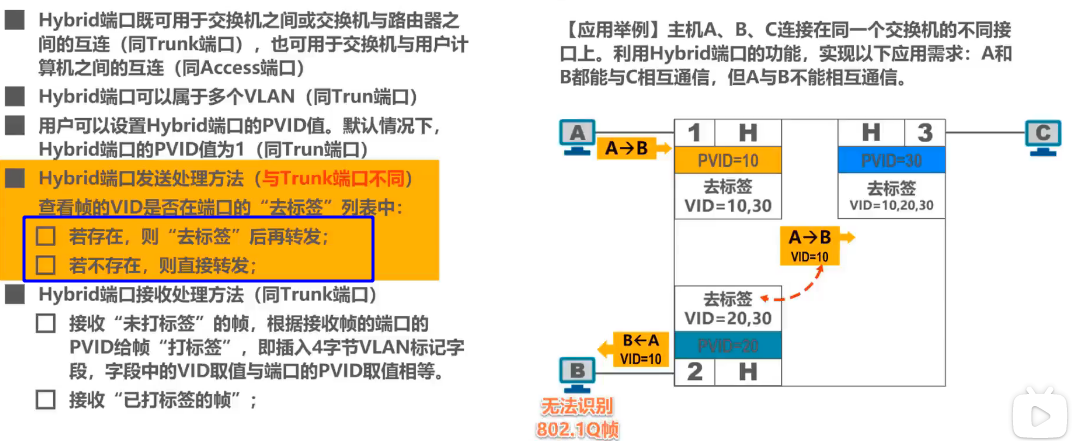 Hybrid端口既可用于交换机之间或交换机与路由器之
间的互连（同Trunk端口），也可用于交换机与用户计
算机之间的互连（同Access端口）
Hybrid端口可以属于多个VLAN（同Trun端口）
用户可以设置Hybrid端口的PVID值。默认情况下，
Hybrid端口的PVID值为1（同Trun端口）
Hybrid端口发送处理方法（与Trunk端口不同）
查看帧的VID是否在端口的“去标签”列表中：
若存在，则“去标签”后再转发；
若不存在，则直接转发；
Hybrid端口接收处理方法（同Trunk端口）
接收“未打标签”的帧，根据接收帧的端口的
PVID给帧“打标签”，即插入4字节VLAN标记字
段，字段中的VID取值与端口的PVID取值相等。
接收“已打标签的帧”；
【应用举例】主机A、B、C连接在同一个交换机的不同接
口上。利用Hybrid端口的功能，实现以下应用需求：A和
B都能与C相互通信，但A与B不能相互通信。
A
A→B
1 H
PVID=10
去标签
VID=10,30
H 3
PVID=30
去标签
VID=10,20,30
C
A→B
VID=10
去标签
VID=20,30
PVID=20
2 H
B←A
VID=10
B
无法识别
802.1Q帧